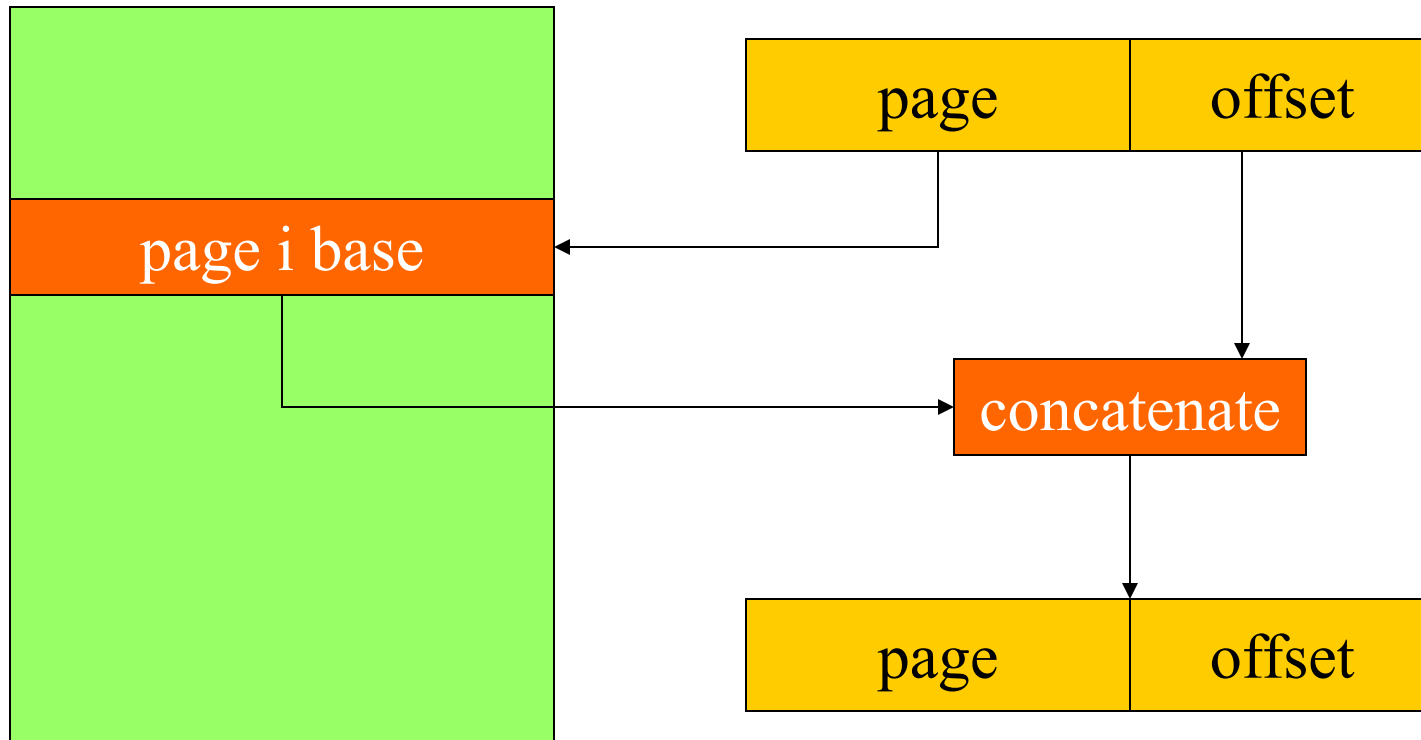 page offset
page i base
concatenate
page offset